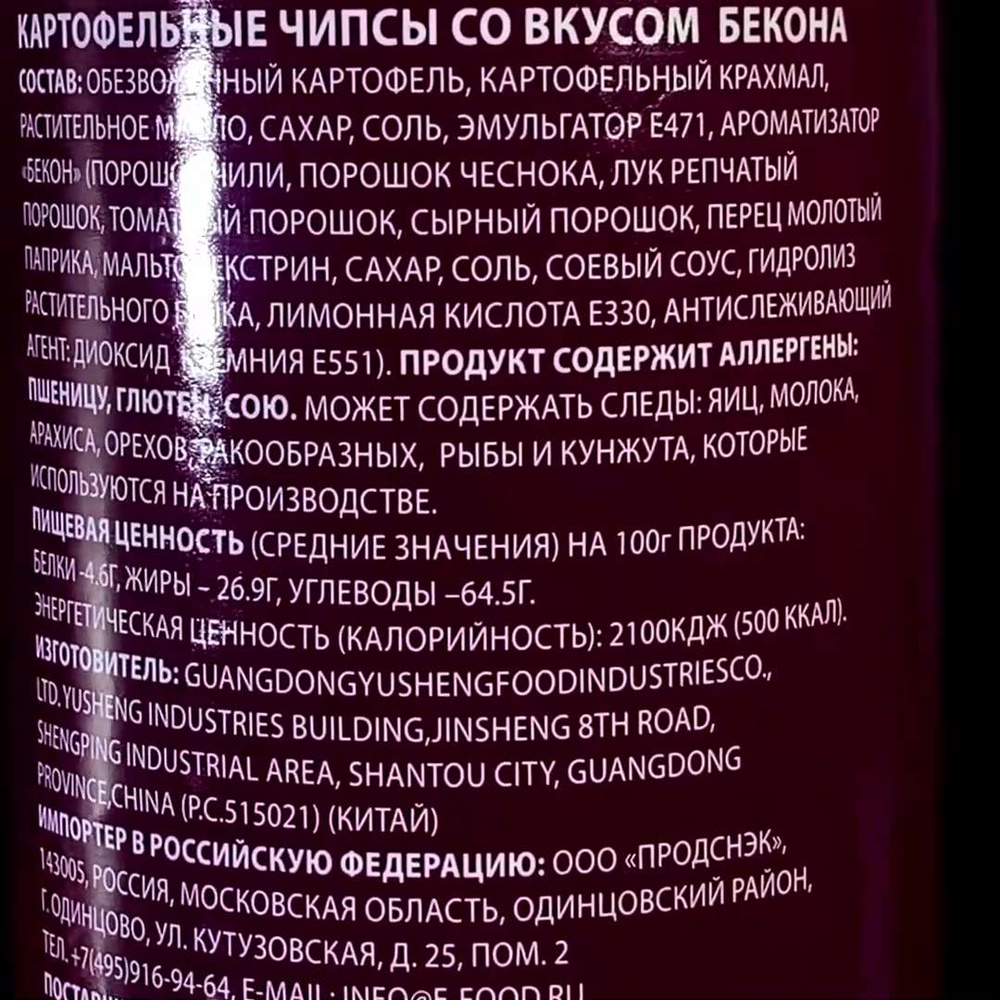 КАРТОФЕЛЬНЫЕ ЧИПСЫ СО ВКУСОМ БЕКОНА
СОСТАВ: ОБЕЗВОЖЕННЫЙ КАРТОФЕЛЬ, КАРТОФЕЛЬНЫЙ КРАХМАЛ,
РАСТИТЕЛЬНОЕ МАСЛО, САХАР, СОЛЬ, ЭМУЛЬГАТОР Е471, АРОМАТИЗАТОР
«БЕКОН» (ПОРОШОК ЧИЛИ, ПОРОШОК ЧЕСНОКА, ЛУК РЕПЧАТЫЙ
ПОРОШОК, ТОМАТНЫЙ ПОРОШОК, СЫРНЫЙ ПОРОШОК, ПЕРЕЦ МОЛОТЫЙ
ПАПРИКА, МАЛЬТОДЕКСТРИН, САХАР, СОЛЬ, СОЕВЫЙ СОУС, ГИДРОЛИЗ
РАСТИТЕЛЬНОГО БЕЛКА, ЛИМОННАЯ КИСЛОТА Е330, АНТИСЛЕЖИВАЮЩИЙ
АГЕНТ: ДИОКСИД КРЕМНИЯ Е551). ПРОДУКТ СОДЕРЖИТ АЛЛЕРГЕНЫ:
ПШЕНИЦУ, ГЛЮТЕН, СОЮ. МОЖЕТ СОДЕРЖАТЬ СЛЕДЫ: ЯИЦ, МОЛОКА,
АРАХИСА, ОРЕХОВ, РАКООБРАЗНЫХ, РЫБЫ И КУНЖУТА, КОТОРЫЕ
ИСПОЛЬЗУЮТСЯ НА ПРОИЗВОДСТВЕ.
ПИЩЕВАЯ ЦЕННОСТЬ (СРЕДНИЕ ЗНАЧЕНИЯ) НА 100г ПРОДУКТА:
БЕЛКИ -4.6Г, ЖИРЫ – 26.9Г, УГЛЕВОДЫ –64.5Г.
ЭНЕРГЕТИЧЕСКАЯ ЦЕННОСТЬ (КАЛОРИЙНОСТЬ): 2100КДЖ (500 ККАЛ).
ИЗГОТОВИТЕЛЬ: GUANGDONGYUSHENGFOODINDUSTRIESCO.,
LTD.YUSHENG INDUSTRIES BUILDING,JINSHENG 8TH ROAD,
SHENGPING INDUSTRIAL AREA, SHANTOU CITY, GUANGDONG
PROVINCE,CHINA (P.C.515021) (КИТАЙ)
ИМПОРТЕР В РОССИЙСКУЮ ФЕДЕРАЦИЮ: ООО «ПРОДСНЭК»,
143005, РОССИЯ, МОСКОВСКАЯ ОБЛАСТЬ, ОДИНЦОВСКИЙ РАЙОН,
Г.ОДИНЦОВО, УЛ. КУТУЗОВСКАЯ, Д. 25, ПОМ. 2
ТЕЛ.+7(495)916-94-64, E-MAIL: INFO@F-FOOD.RU